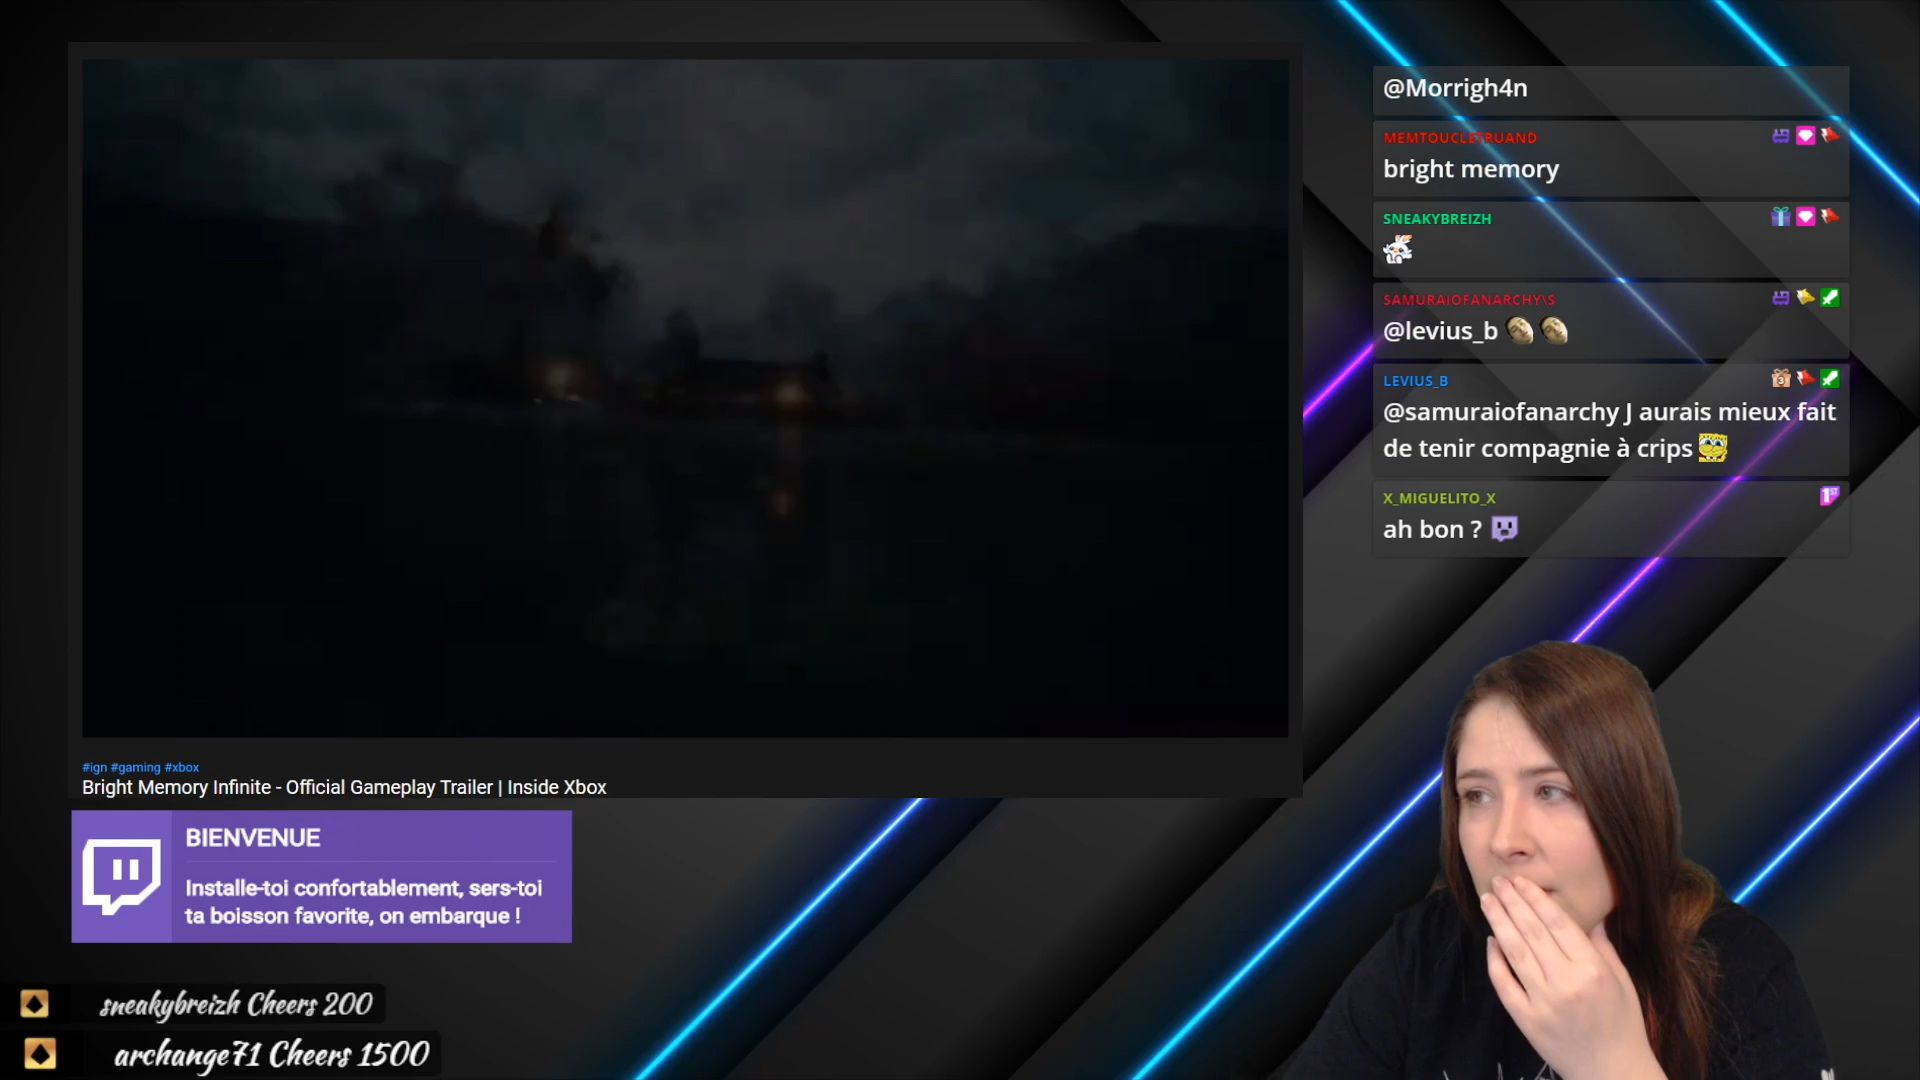 @Morrigh4n
MEMTOUCLETRUAND
bright memory
SNEAKYBREIZH
SAMURAIOFANARCHY\S
@levius_b
LEVIUS_B
@samuraiofanarchy J aurais mieux fait
de tenir compagnie à crips
X_MIGUELITO_X
ah bon ?
#ign #gaming #xbox
Bright Memory Infinite - Official Gameplay Trailer | Inside Xbox
BIENVENUE
Installe-toi confortablement, sers-toi
ta boisson favorite, on embarque !
sneakybreizh Cheers 200
archange71 Cheers 1500